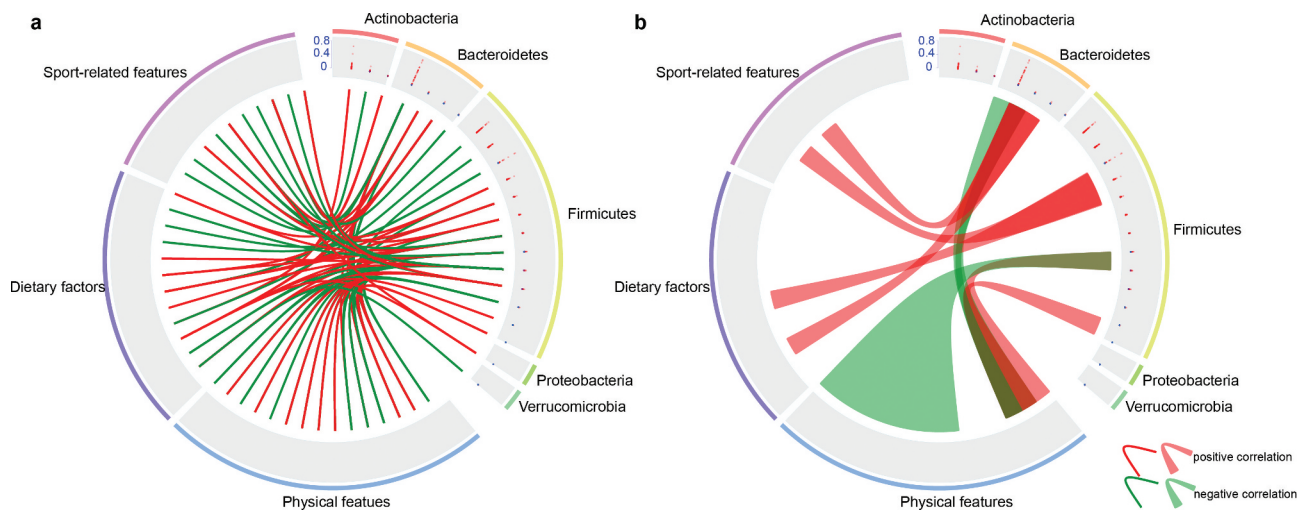 a
Actinobacteria
Bacteroidetes
0.8
0.4
0
Sport-related features
Firmicutes
Dietary factors
Proteobacteria
Verrucomicrobia
Physical featues
b
Actinobacteria
Bacteroidetes
0.8
0.4
0
Sport-related features
Firmicutes
Dietary factors
Proteobacteria
Verrucomicrobia
Physical features
positive correlation
negative correlation